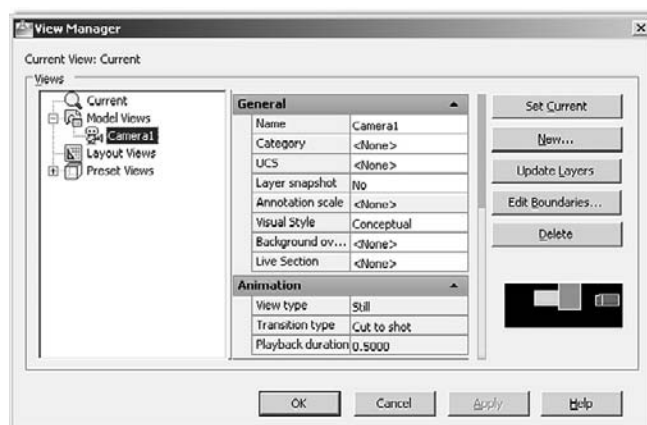 View Manager
Current View: Current
Views
Current
Model Views
Camera1
Layout Views
Preset Views
General
Name Camera1
Category <None>
UCS <None>
Layer snapshot No
Annotation scale <None>
Visual Style Conceptual
Background ov... <None>
Live Section <None>
Animation
View type Still
Transition type Cut to shot
Playback duration 0.5000
Set Current
New...
Update Layers
Edit Boundaries...
Delete
OK
Cancel
Apply
Help